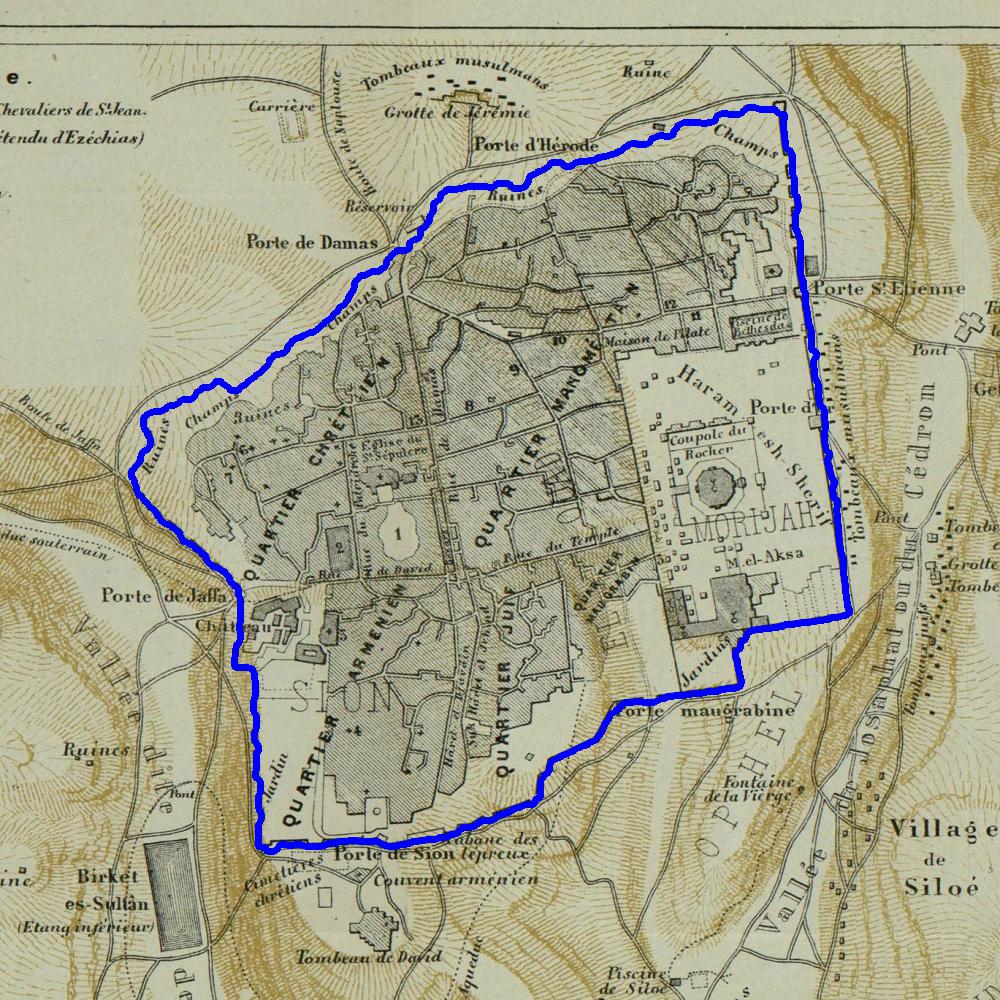 e.
Chevaliers de St Jean.
étendu d'Ezéchias)
Tombeaux musulmans
Grotte de Jérémie
Ruine
Carrière
Route de Naplouse
Réservoir
Porte d'Hérode
Champs
Ruines
Porte de Damas
Champs
Porte St Etienne
12
11
Maison de Pilate
Piscine de
Béthesda
10
9
8
13
Pont
Ge
QUARTIER MAHOMÉTAN
QUARTIER CHRÉTIEN
Champs
Ruines
Ruines
Route de Jaffa
6
7
Eglise du
St Sépulcre
Haram esh-Sherif
Porte d'or
Coupole du
Rocher
MORIJAH
M.el-Aksa
Tombeaux musulmans
Pont
Tombe
Grotte
Tombe
1
2
Rue de David
Rue du Temple
QUARTIER
MAUGRABIN
duc souterrain
Porte de Jaffa
Château
3
5
SION
QUARTIER ARMÉNIEN
QUARTIER JUIF
4
Jardin
Jardins
Porte maugrabine
OPHEL
Vallée de Josaphat ou du Cédron
Vallée
Ruines
Pont
Fontaine
de la Vierge
Village
de
Siloé
Vallée
Porte de Sion
Cabane des
lépreux
Cimetières
chrétiens
Couvent arménien
Birket
es-Sultân
(Etang inférieur)
Tombeau de David
Aqueduc
Piscine
de Siloé
de